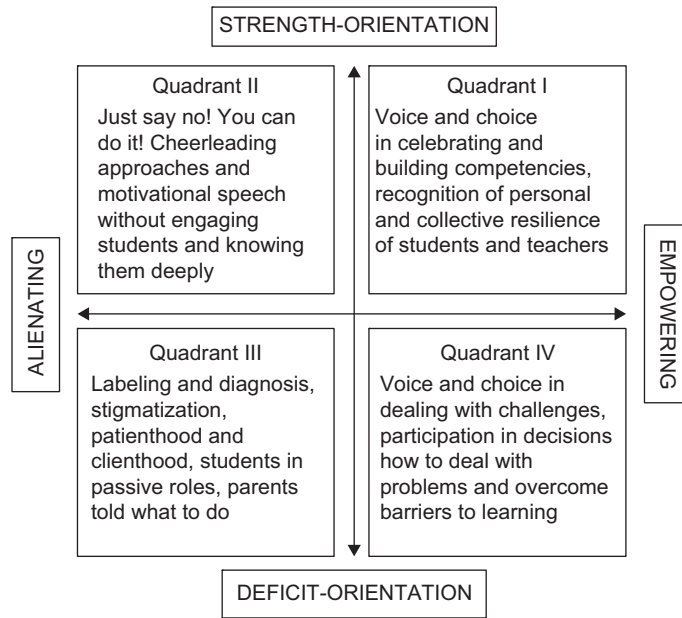 STRENGTH-ORIENTATION
Quadrant II
Just say no! You can
do it! Cheerleading
approaches and
motivational speech
without engaging
students and knowing
them deeply
Quadrant I
Voice and choice
in celebrating and
building competencies,
recognition of personal
and collective resilience
of students and teachers
ALIENATING
EMPOWERING
Quadrant III
Labeling and diagnosis,
stigmatization,
patienthood and
clienthood, students in
passive roles, parents
told what to do
Quadrant IV
Voice and choice in
dealing with challenges,
participation in decisions
how to deal with
problems and overcome
barriers to learning
DEFICIT-ORIENTATION